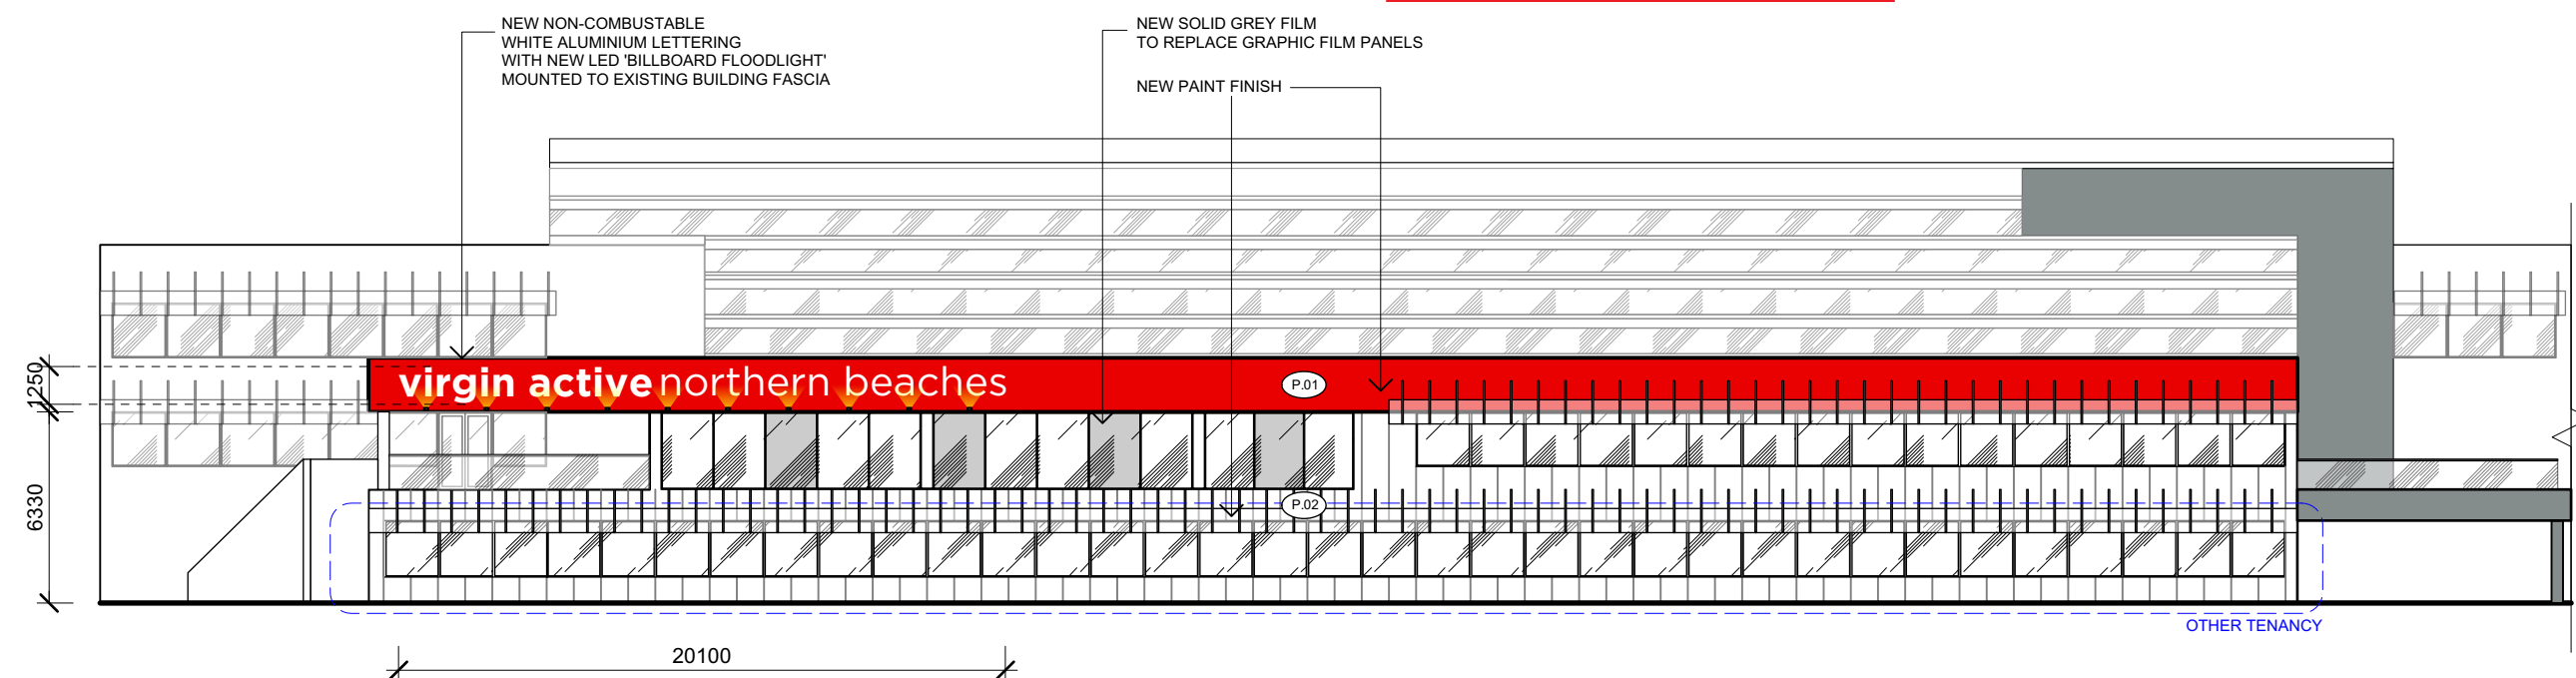 NEW NON-COMBUSTABLE
WHITE ALUMINIUM LETTERING
WITH NEW LED 'BILLBOARD FLOODLIGHT'
MOUNTED TO EXISTING BUILDING FASCIA
NEW SOLID GREY FILM
TO REPLACE GRAPHIC FILM PANELS
NEW PAINT FINISH
1250
virgin active northern beaches
P.01
6330
P.02
OTHER TENANCY
20100